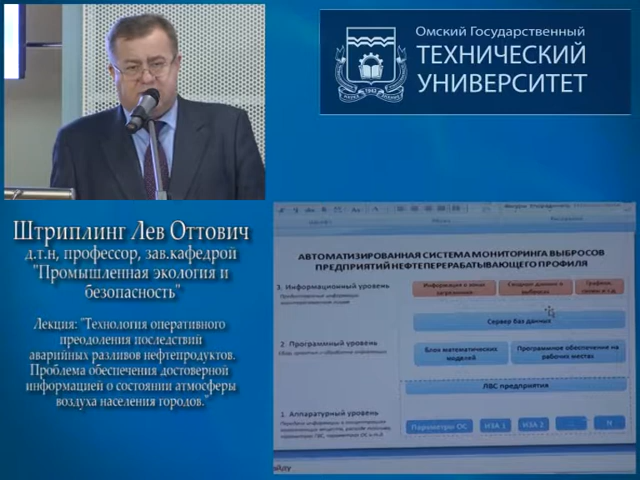 Омский Государственный
ТЕХНИЧЕСКИЙ
УНИВЕРСИТЕТ
1942
Штриплинг Лев Оттович
д.т.н, профессор, зав.кафедрой
"Промышленная экология и
безопасность"
Лекция: "Технология оперативного
преодоления последствий
аварийных разливов нефтепродуктов.
Проблема обеспечения достоверной
информацией о состоянии атмосферы
воздуха населения городов."
АВТОМАТИЗИРОВАННАЯ СИСТЕМА МОНИТОРИНГА ВЫБРОСОВ
ПРЕДПРИЯТИЙ НЕФТЕПЕРЕРАБАТЫВАЮЩЕГО ПРОФИЛЯ
3. Информационный уровень
Сервер баз данных
2. Программный уровень
Блок математических
моделей
Программное обеспечение на
рабочих местах
ЛВС предприятия
1 Аппаратурный уровень
Параметры ОС
ИЗА 1
ИЗА 2
...
N